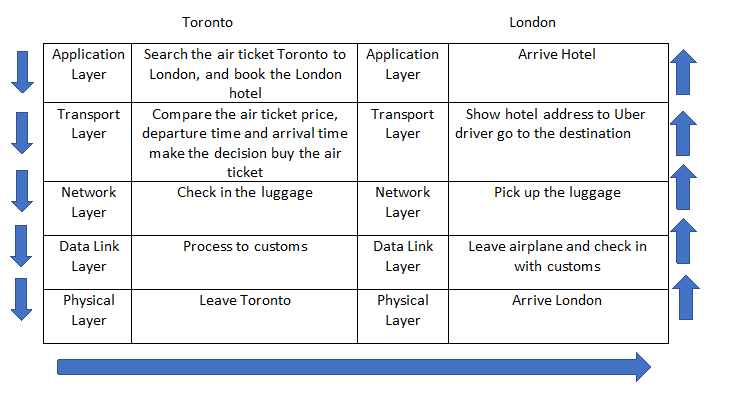 Toronto
London
Application
Layer
Search the air ticket Toronto to
London, and book the London
hotel
Application
Layer
Arrive Hotel
Transport
Layer
Compare the air ticket price,
departure time and arrival time
make the decision buy the air
ticket
Transport
Layer
Show hotel address to Uber
driver go to the destination
Network
Layer
Check in the luggage
Network
Layer
Pick up the luggage
Data Link
Layer
Process to customs
Data Link
Layer
Leave airplane and check in
with customs
Physical
Layer
Leave Toronto
Physical
Layer
Arrive London